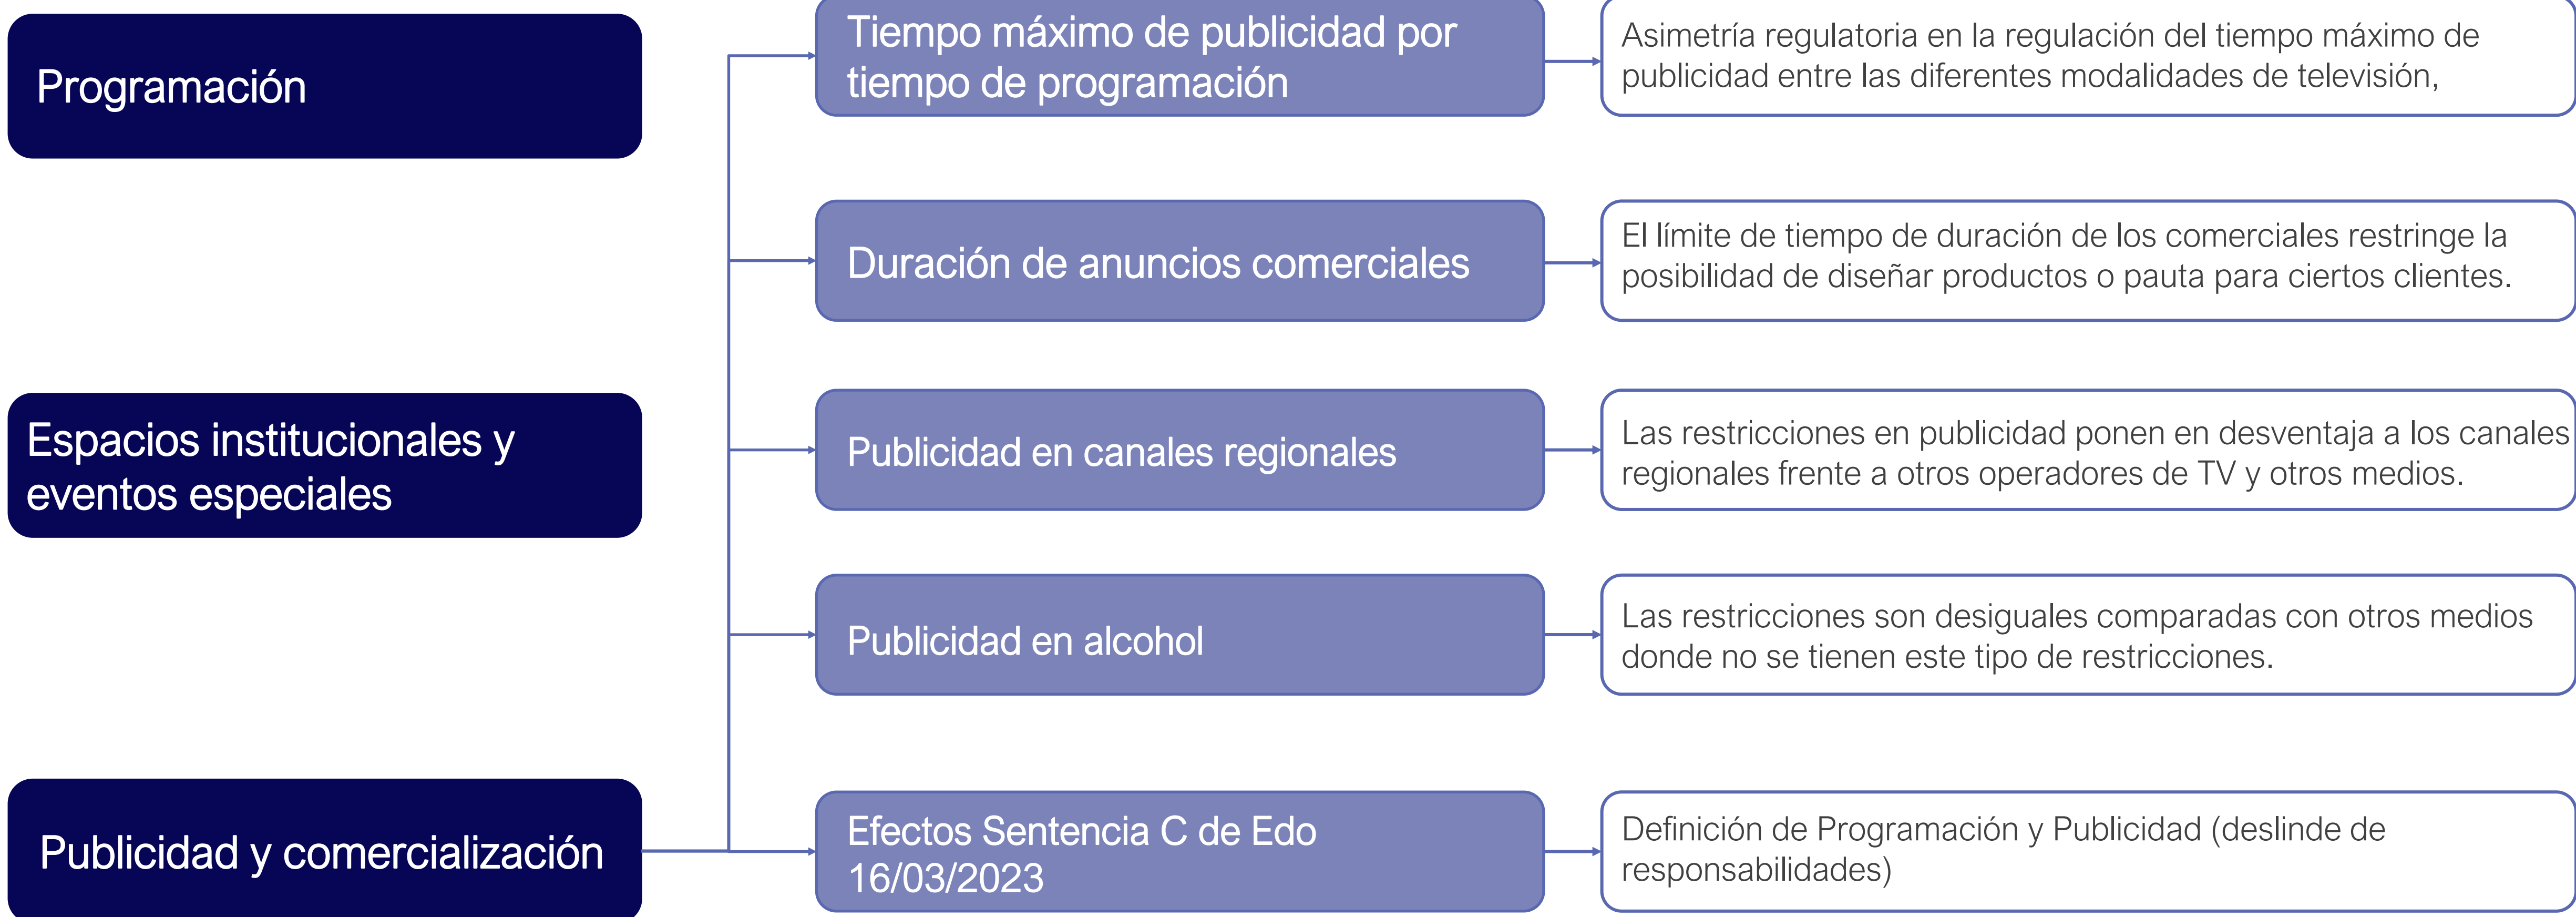 Programación
Espacios institucionales y
eventos especiales
Publicidad y comercialización
Tiempo máximo de publicidad por
tiempo de programación
Asimetría regulatoria en la regulación del tiempo máximo de
publicidad entre las diferentes modalidades de televisión,
Duración de anuncios comerciales
El límite de tiempo de duración de los comerciales restringe la
posibilidad de diseñar productos o pauta para ciertos clientes.
Publicidad en canales regionales
Las restricciones en publicidad ponen en desventaja a los canales
regionales frente a otros operadores de TV y otros medios.
Publicidad en alcohol
Las restricciones son desiguales comparadas con otros medios
donde no se tienen este tipo de restricciones.
Efectos Sentencia C de Edo
16/03/2023
Definición de Programación y Publicidad (deslinde de
responsabilidades)